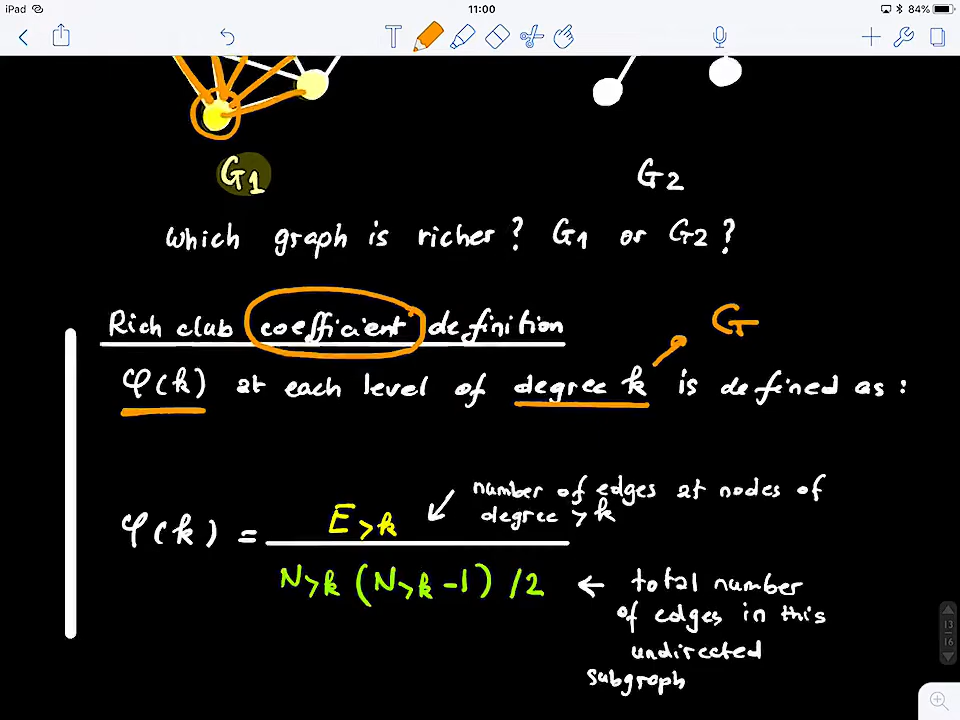 iPad 11:00 84%
T
G1 G2
Which graph is richer? G1 or G2?
Rich club coefficient definition G
φ(k) at each level of degree k is defined as:
number of edges at nodes of
degree > k
φ(k) = E>k
N>k (N>k -1) /2
← total number
of edges in this
undirected
subgraph
13
16